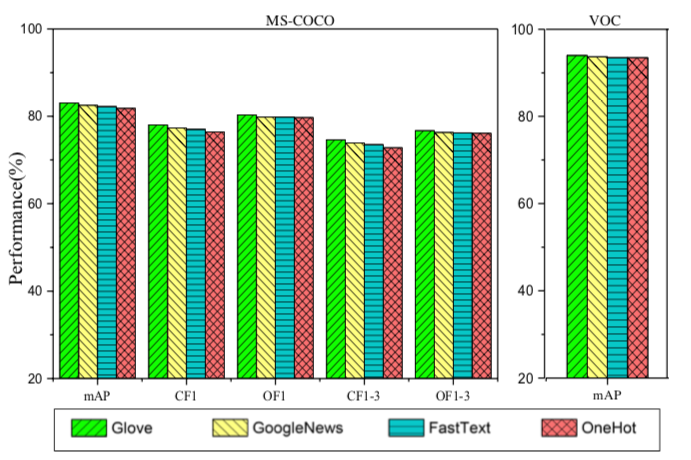 MS-COCO
VOC
Performance(%)
100
80
60
40
20
mAP
CF1
OF1
CF1-3
OF1-3
100
80
60
40
20
mAP
Glove
GoogleNews
FastText
OneHot